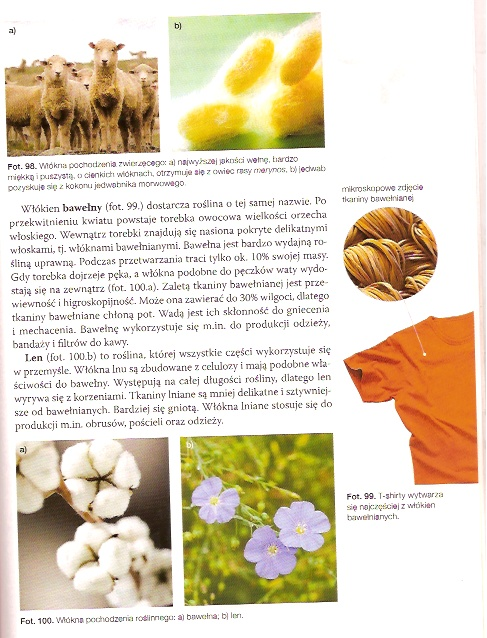 a)
b)
Fot. 98. Włókna pochodzenia zwierzęcego: a) najwyższej jakości wełnę, bardzo
miękką i puszystą, o cienkich włóknach, otrzymuje się z owiec rasy merynos, b) jedwab
pozyskuje się z kokonu jedwabnika morwowego.
Włókien bawełny (fot. 99.) dostarcza roślina o tej samej nazwie. Po
przekwitnieniu kwiatu powstaje torebka owocowa wielkości orzecha
włoskiego. Wewnątrz torebki znajdują się nasiona pokryte delikatnymi
włoskami, tj. włóknami bawełnianymi. Bawełna jest bardzo wydajną ro-
śliną uprawną. Podczas przetwarzania traci tylko ok. 10% swojej masy.
Gdy torebka dojrzeje pęka, a włókna podobne do pęczków waty wydo-
stają się na zewnątrz (fot. 100.a). Zaletą tkaniny bawełnianej jest prze-
wiewność i higroskopijność. Może ona zawierać do 30% wilgoci, dlatego
tkaniny bawełniane chłoną pot. Wadą jest ich skłonność do gniecenia
i mechacenia. Bawełnę wykorzystuje się m.in. do produkcji odzieży,
bandaży i filtrów do kawy.
Len (fot. 100.b) to roślina, której wszystkie części wykorzystuje się
w przemyśle. Włókna lnu są zbudowane z celulozy i mają podobne wła-
ściwości do bawełny. Występują na całej długości rośliny, dlatego len
wyrywa się z korzeniami. Tkaniny lniane są mniej delikatne i sztywniej-
sze od bawełnianych. Bardziej się gniotą. Włókna lniane stosuje się do
produkcji m.in. obrusów, pościeli oraz odzieży.
mikroskopowe zdjęcie
tkaniny bawełnianej
Fot. 99. T-shirty wytwarza
się najczęściej z włókien
bawełnianych.
a)
b)
Fot. 100. Włókna pochodzenia roślinnego: a) bawełna; b) len.